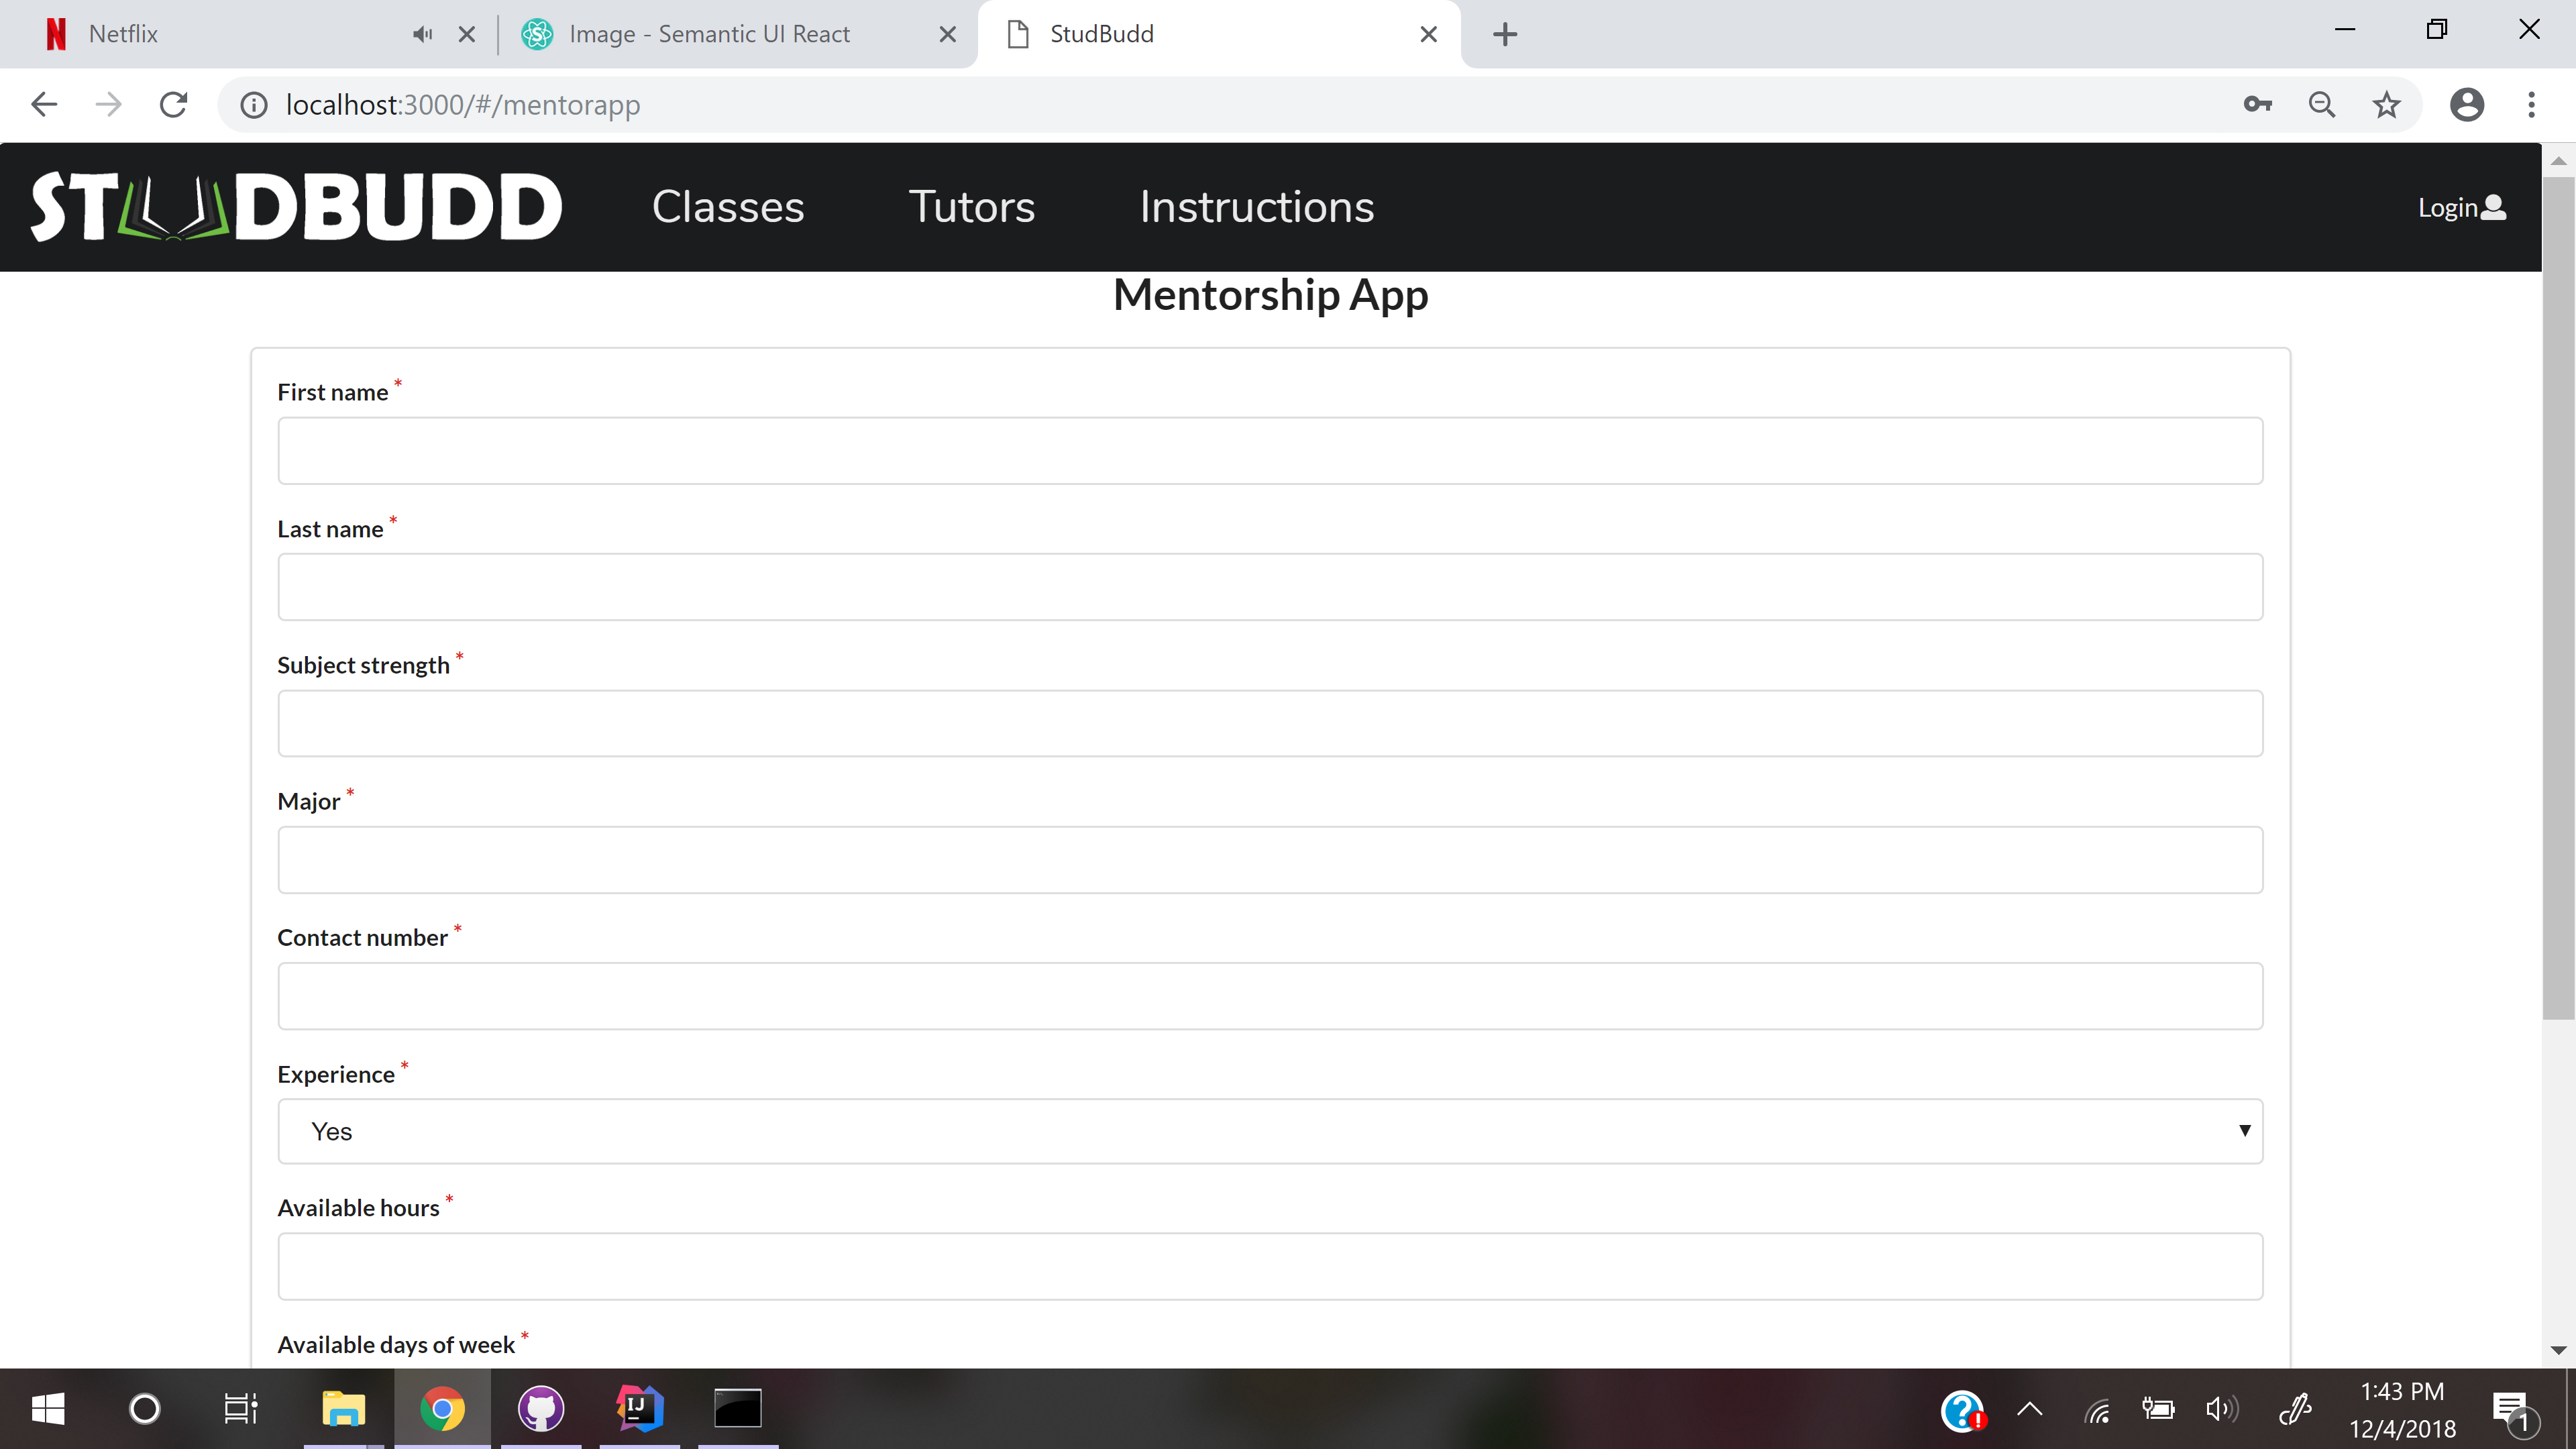 Netflix
Image - Semantic UI React
StudBudd
localhost:3000/#/mentorapp
STUDBUDD
Classes
Tutors
Instructions
Login
Mentorship App
First name *
Last name *
Subject strength *
Major *
Contact number *
Experience *
Yes
Available hours *
Available days of week *
1:43 PM
12/4/2018
1